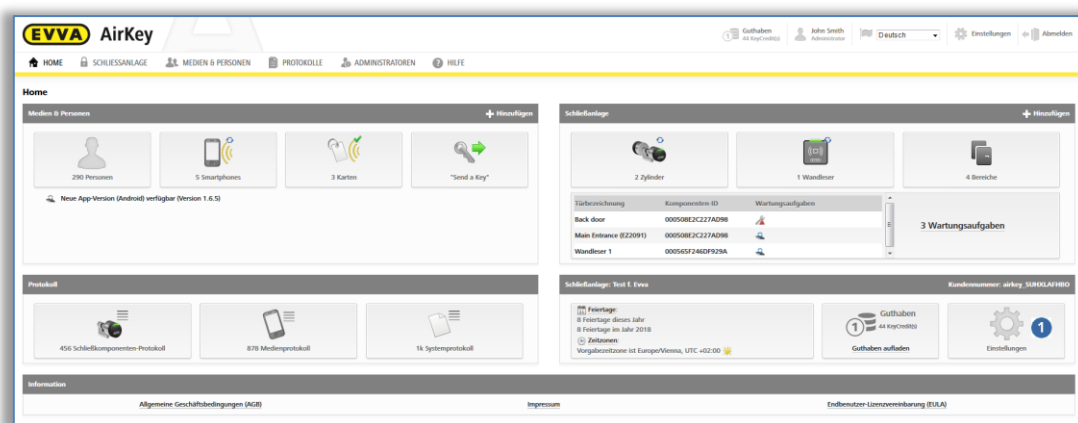 EVVA AirKey
Guthaben
44 KeyCredit(s)
John Smith
Administrator
Deutsch
Einstellungen
Abmelden
HOME SCHLIESSANLAGE MEDIEN & PERSONEN PROTOKOLLE ADMINISTRATOREN HILFE
Home
Medien & Personen Hinzufügen
290 Personen 5 Smartphones 3 Karten "Send a Key"
Neue App-Version (Android) verfügbar (Version 1.6.5)
Schließanlage Hinzufügen
2 Zylinder 1 Wandleser 4 Bereiche
Türbezeichnung Komponenten-ID Wartungsaufgaben
Back door 000508E2C227AD98
Main Entrance (EZ2091) 000508E2C227AD98
Wandleser 1 000565F246DF929A
3 Wartungsaufgaben
Protokoll
456 Schließkomponenten-Protokoll 878 Medienprotokoll 1k Systemprotokoll
Schließanlage: Test f. Evva Kundennummer: airkey_SUHXLAFHBO
Feiertage:
8 Feiertage dieses Jahr
8 Feiertage im Jahr 2018
Zeitzonen:
Vorgabezeitzone ist Europe/Vienna, UTC +02:00
1 Guthaben
44 KeyCredit(s)
Guthaben aufladen
1
Einstellungen
Information
Allgemeine Geschäftsbedingungen (AGB) Impressum Endbenutzer-Lizenzvereinbarung (EULA)